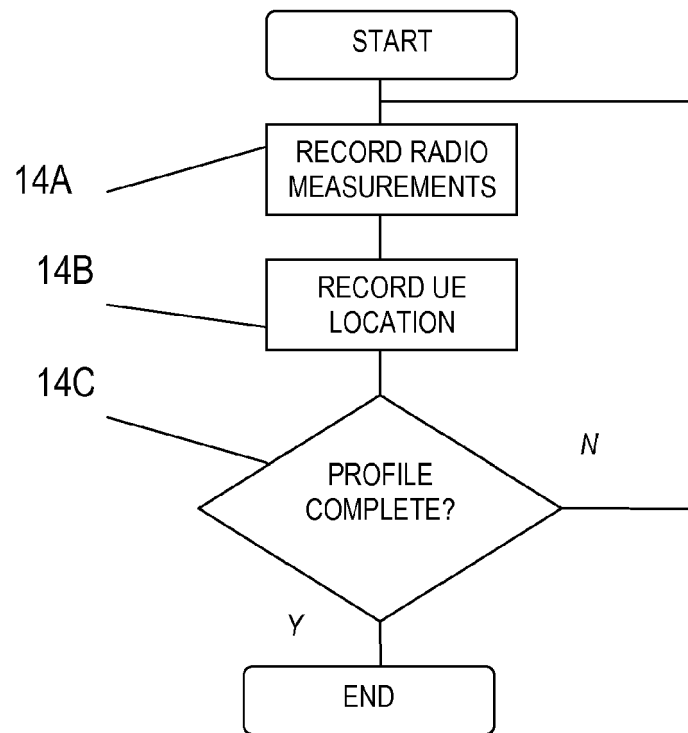 START
RECORD RADIO
MEASUREMENTS
14A
RECORD UE
LOCATION
14B
14C
PROFILE
COMPLETE?
N
Y
END